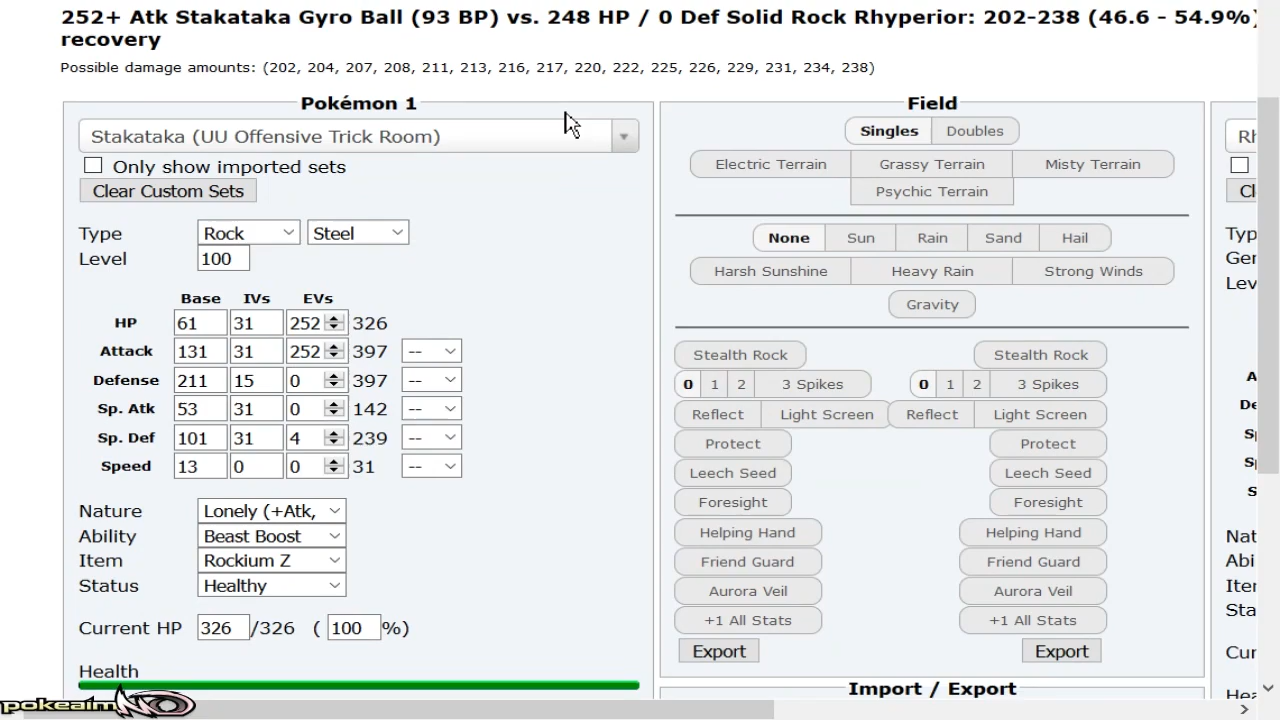 252+ Atk Stakataka Gyro Ball (93 BP) vs. 248 HP / 0 Def Solid Rock Rhyperior: 202-238 (46.6 - 54.9%)
recovery
Possible damage amounts: (202, 204, 207, 208, 211, 213, 216, 217, 220, 222, 225, 226, 229, 231, 234, 238)
Pokémon 1
Stakataka (UU Offensive Trick Room)
Only show imported sets
Clear Custom Sets
Type Rock Steel
Level 100
Base IVs EVs
HP 61 31 252 326
Attack 131 31 252 397 --
Defense 211 15 0 397 --
Sp. Atk 53 31 0 142 --
Sp. Def 101 31 4 239 --
Speed 13 0 0 31 --
Nature Lonely (+Atk,
Ability Beast Boost
Item Rockium Z
Status Healthy
Current HP 326 /326 ( 100 %)
Health
Field
Singles Doubles
Electric Terrain Grassy Terrain Misty Terrain
Psychic Terrain
None Sun Rain Sand Hail
Harsh Sunshine Heavy Rain Strong Winds
Gravity
Stealth Rock Stealth Rock
0 1 2 3 Spikes 0 1 2 3 Spikes
Reflect Light Screen Reflect Light Screen
Protect Protect
Leech Seed Leech Seed
Foresight Foresight
Helping Hand Helping Hand
Friend Guard Friend Guard
Aurora Veil Aurora Veil
+1 All Stats +1 All Stats
Export Export
Import / Export
pokeaimMD